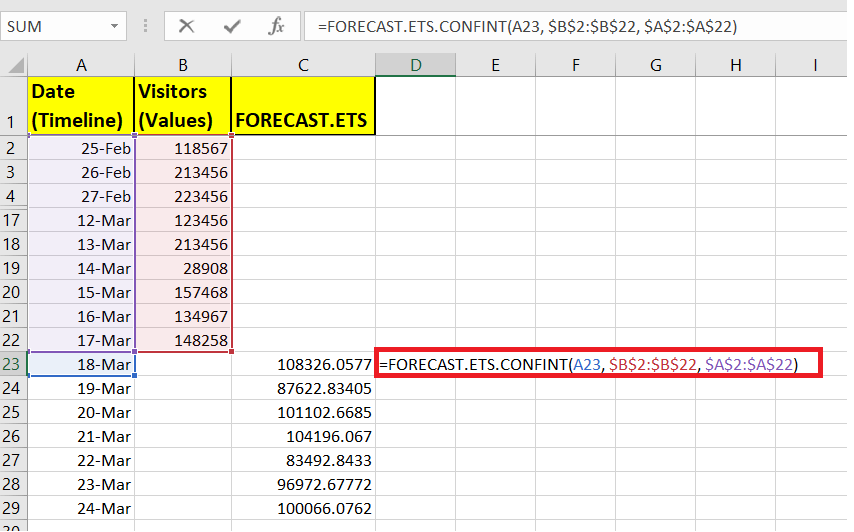 SUM
fx
=FORECAST.ETS.CONFINT(A23, $B$2:$B$22, $A$2:$A$22)
A B C D E F G H I
1 Date (Timeline) Visitors (Values) FORECAST.ETS
2 25-Feb 118567
3 26-Feb 213456
4 27-Feb 223456
17 12-Mar 123456
18 13-Mar 213456
19 14-Mar 28908
20 15-Mar 157468
21 16-Mar 134967
22 17-Mar 148258
23 18-Mar 108326.0577 =FORECAST.ETS.CONFINT(A23, $B$2:$B$22, $A$2:$A$22)
24 19-Mar 87622.83405
25 20-Mar 101102.6685
26 21-Mar 104196.067
27 22-Mar 83492.8433
28 23-Mar 96972.67772
29 24-Mar 100066.0762
30